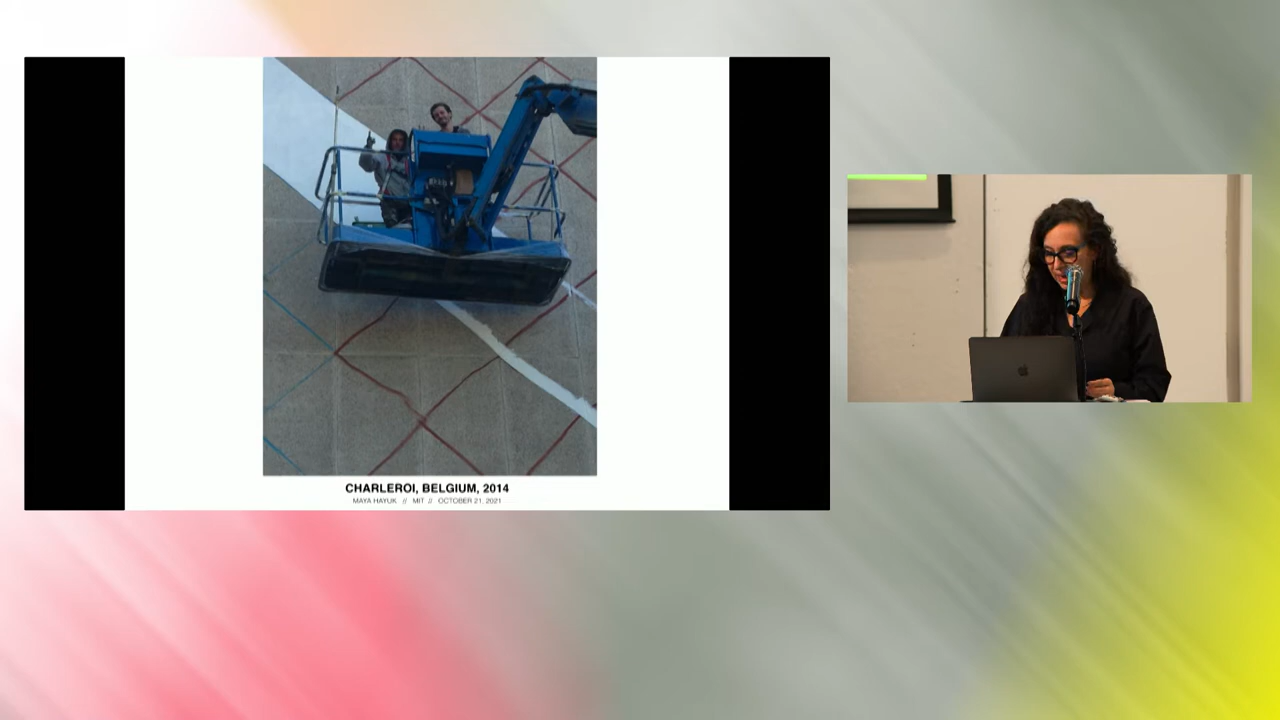 CHARLEROI, BELGIUM, 2014
MAYA HAYUK // MIT // OCTOBER 21, 2021